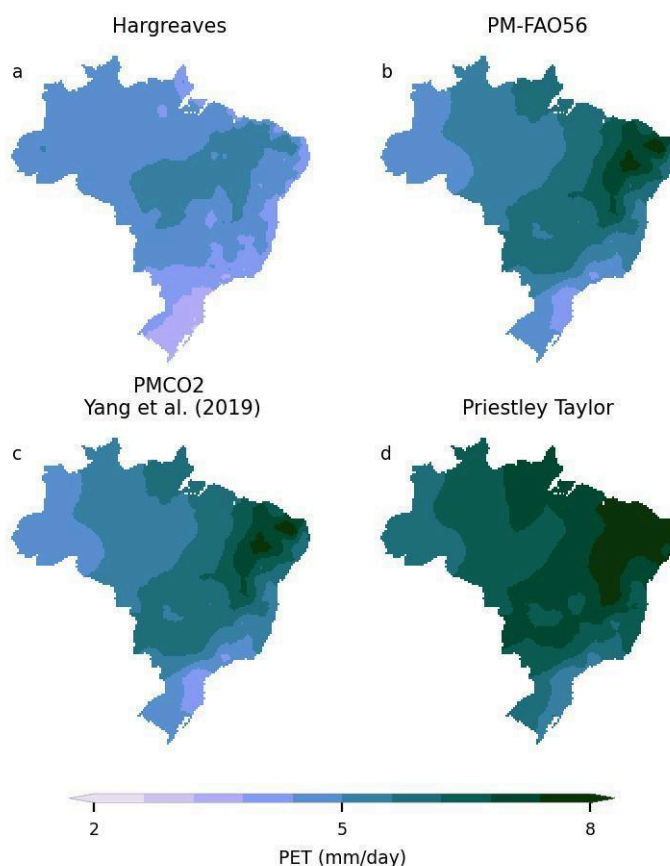 Hargreaves
PM-FAO56
a
b
PMCO2
Yang et al. (2019)
Priestley Taylor
c
d
2 5 8
PET (mm/day)